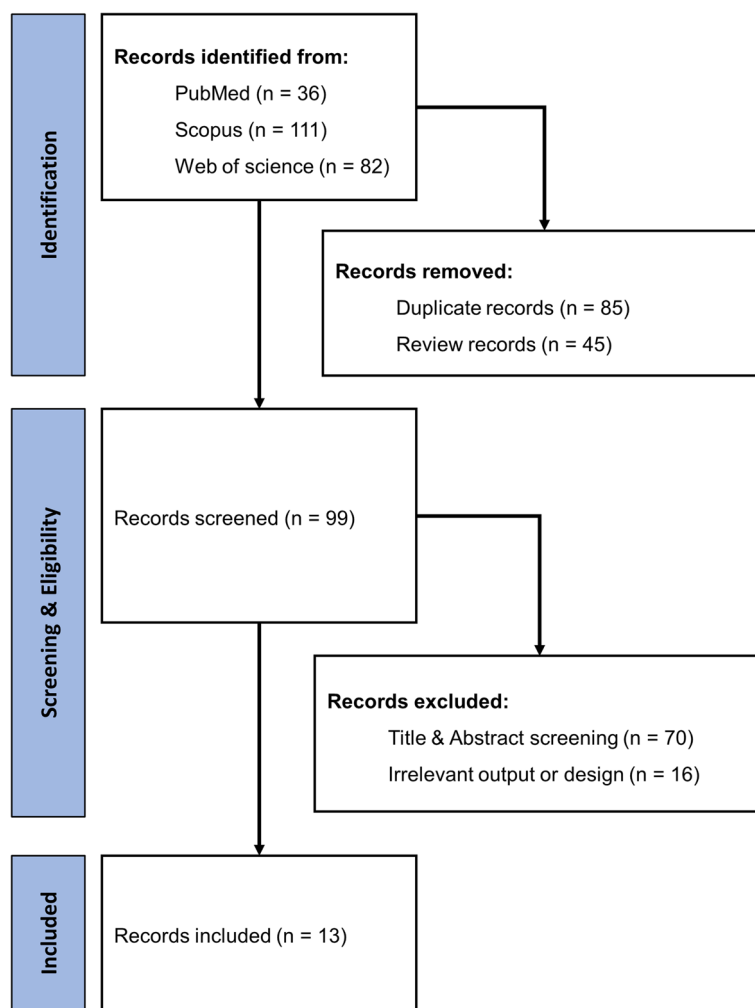 Identification
Records identified from:
PubMed (n = 36)
Scopus (n = 111)
Web of science (n = 82)
Records removed:
Duplicate records (n = 85)
Review records (n = 45)
Screening & Eligibility
Records screened (n = 99)
Records excluded:
Title & Abstract screening (n = 70)
Irrelevant output or design (n = 16)
Included
Records included (n = 13)